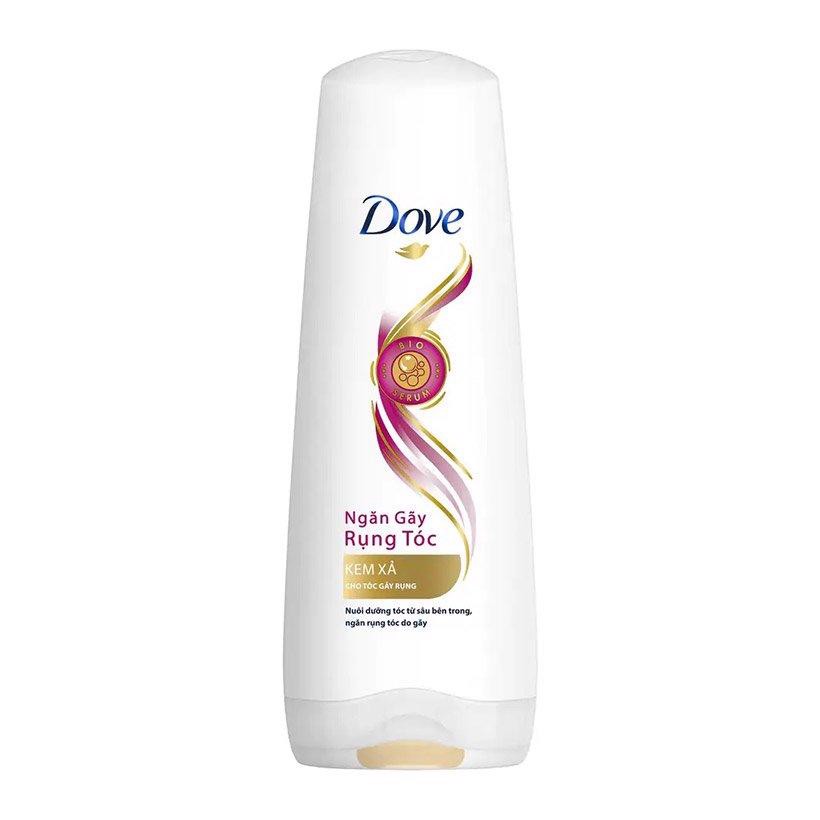 Dove
BIO
SERUM
Ngăn Gãy
Rụng Tóc
KEM XẢ
CHO TÓC GÃY RỤNG
Nuôi dưỡng tóc từ sâu bên trong,
ngăn rụng tóc do gãy